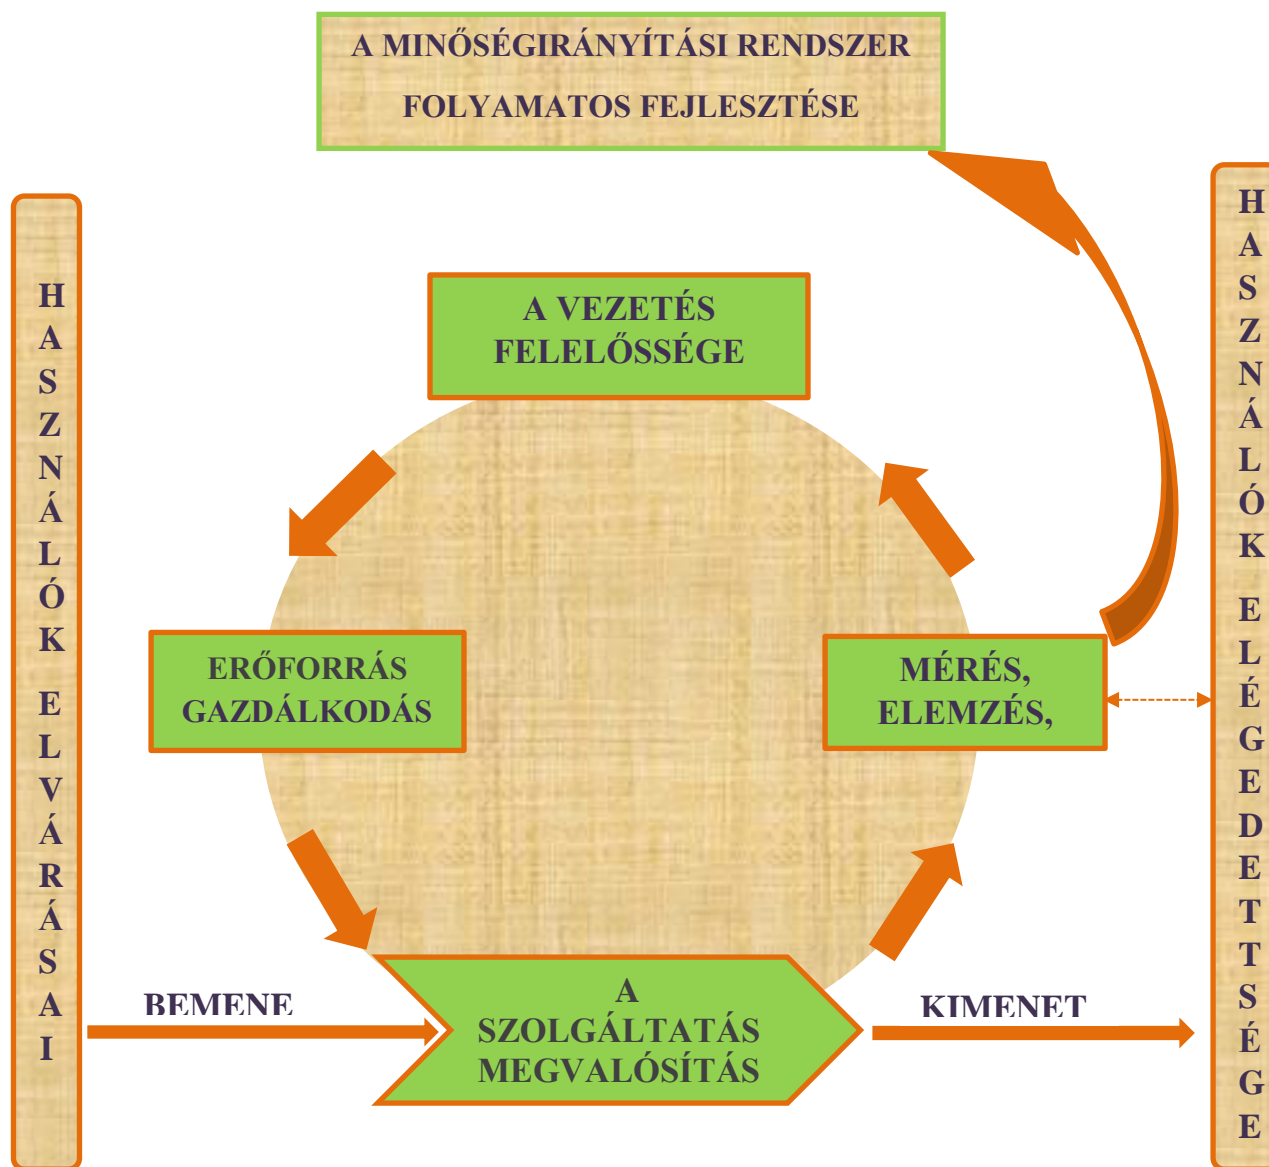 A MINŐSÉGIRÁNYÍTÁSI RENDSZER
FOLYAMATOS FEJLESZTÉSE
HASZNÁLÓK ELVÁRÁSAI
A VEZETÉS
FELELŐSSÉGE
ERŐFORRÁS
GAZDÁLKODÁS
MÉRÉS,
ELEMZÉS,
BEMENE
A
SZOLGÁLTATÁS
MEGVALÓSÍTÁS
KIMENET
HASZNÁLÓK ELÉGEDETTSÉGE